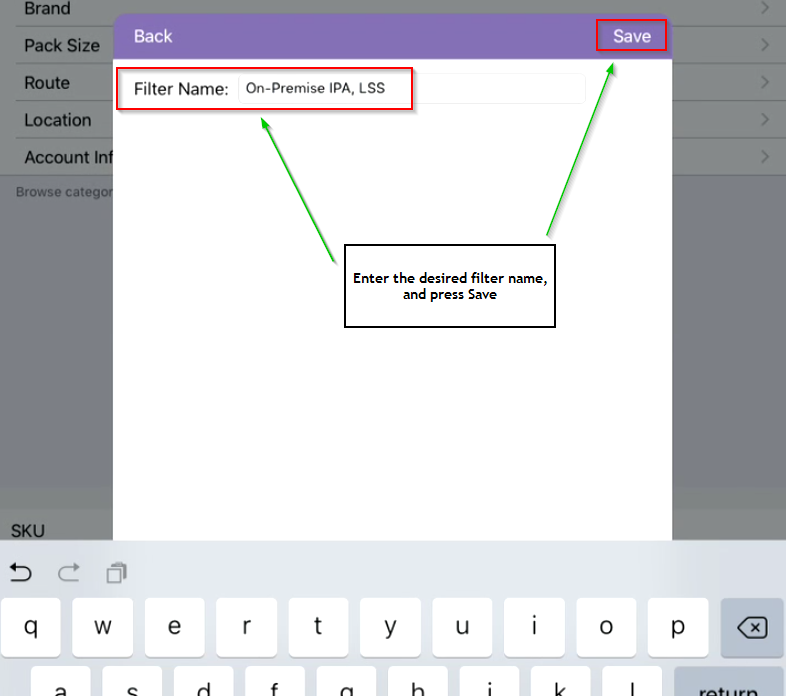 Brand
Pack Size
Route
Location
Account Inf
Browse categor
Back
Save
Filter Name: On-Premise IPA, LSS
Enter the desired filter name,
and press Save
SKU
q w e r t y u i o p
a s d f g h j k l return